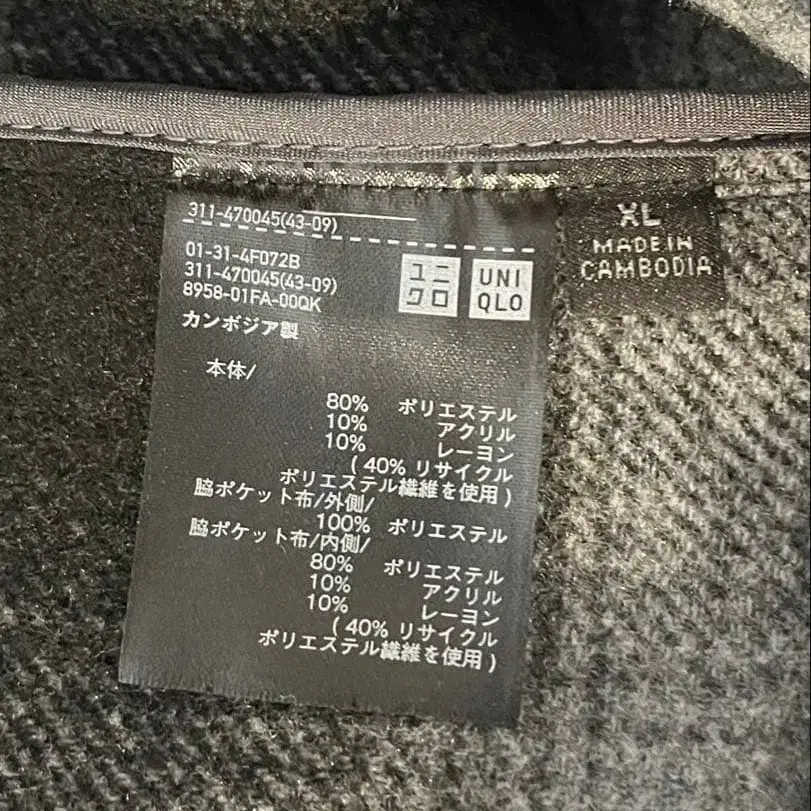 311-470045(43-09)
01-31-4F072B
311-470045(43-09)
8958-01FA-00QK
カンボジア製
ユニ
クロ
UNI
QLO
XL
MADE IN
CAMBODIA
本体/
80% ポリエステル
10% アクリル
10% レーヨン
( 40% リサイクル
ポリエステル繊維を使用 )
脇ポケット布/外側/
100% ポリエステル
脇ポケット布/内側/
80% ポリエステル
10% アクリル
10% レーヨン
( 40% リサイクル
ポリエステル繊維を使用 )